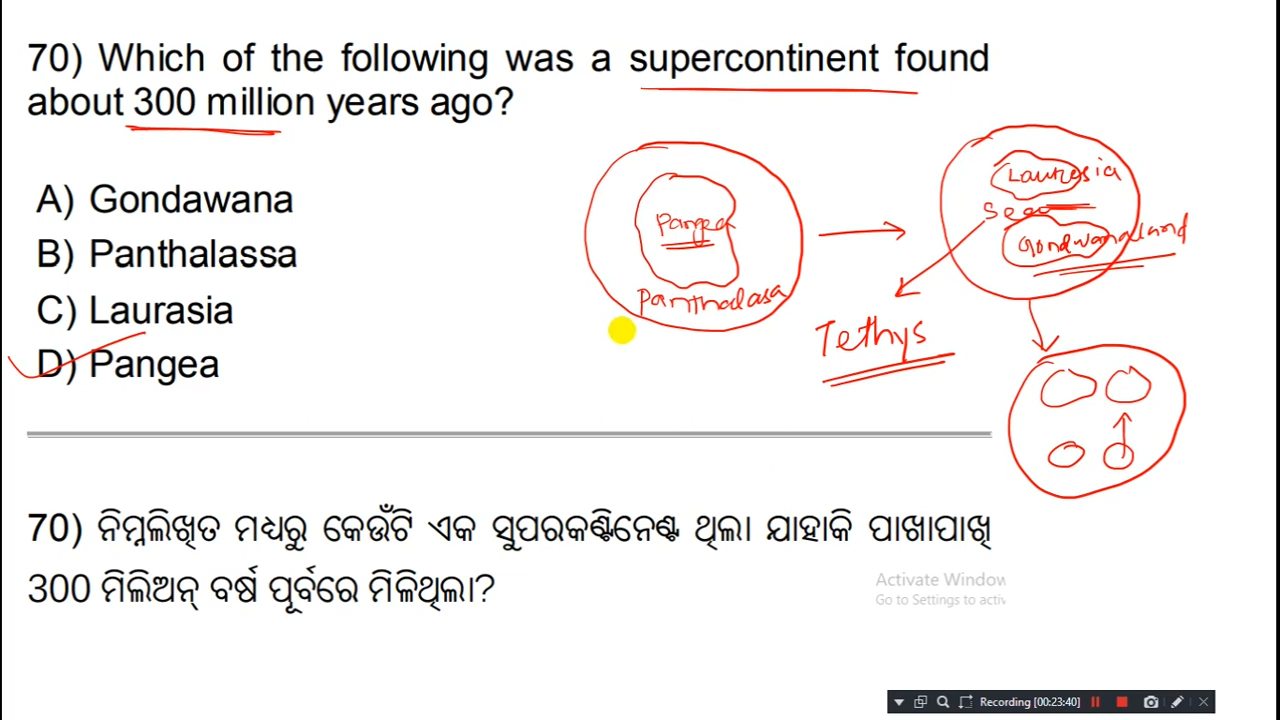 70) Which of the following was a supercontinent found
about 300 million years ago?
A) Gondawana
B) Panthalassa
C) Laurasia
D) Pangea
Pangea
Panthalasa
Laurasia
Sea
Gondwanaland
Tethys
70) ନିମ୍ନଲିଖିତ ମଧ୍ଯରୁ କେଉଁଟି ଏକ ସୁପରକଣ୍ଟିନେଣ୍ଟ ଥିଲା ଯାହାକି ପାଖାପାଖି
300 ମିଲିଅନ୍ ବର୍ଷ ପୂର୍ବରେ ମିଳିଥିଲା?
Activate Window
Go to Settings to activ
Recording [00:23:40]